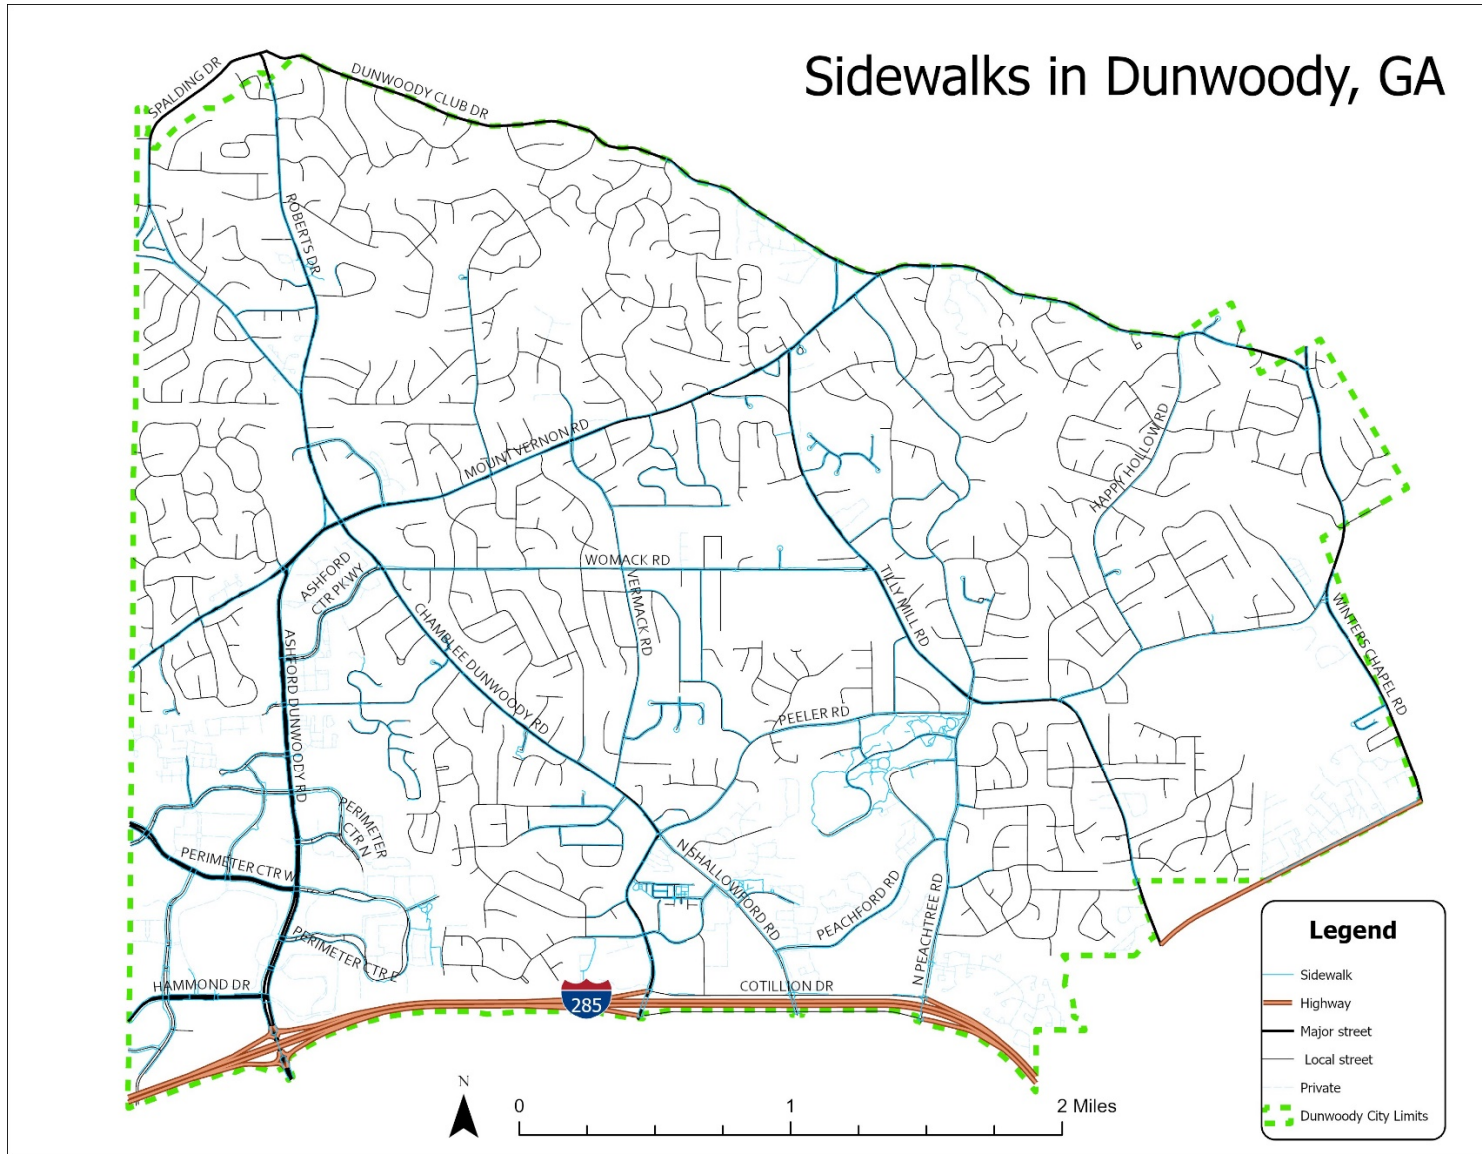 Sidewalks in Dunwoody, GA
SPALDING DR
DUNWOODY CLUB DR
ROBERTS DR
MOUNT VERNON RD
HAPPY HOLLOW RD
WOMACK RD
ASHFORD
CTR PKWY
VERMACK RD
TILLY MILL RD
CHAMBLEE DUNWOODY RD
WINTERS CHAPEL RD
ASHFORD DUNWOODY RD
PEELER RD
PERIMETER
CTR N
PERIMETER CTR W
N SHALLOWFORD RD
PEACHFORD RD
N PEACHTREE RD
PERIMETER CTR E
HAMMOND DR
COTILLION DR
285
Legend
Sidewalk
Highway
Major street
Local street
Private
Dunwoody City Limits
N
0 1 2 Miles